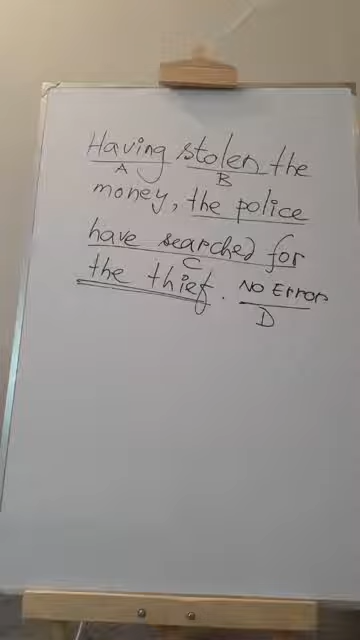 Having stolen the
A B
money, the police
have searched for
C
the thief. No Error
D